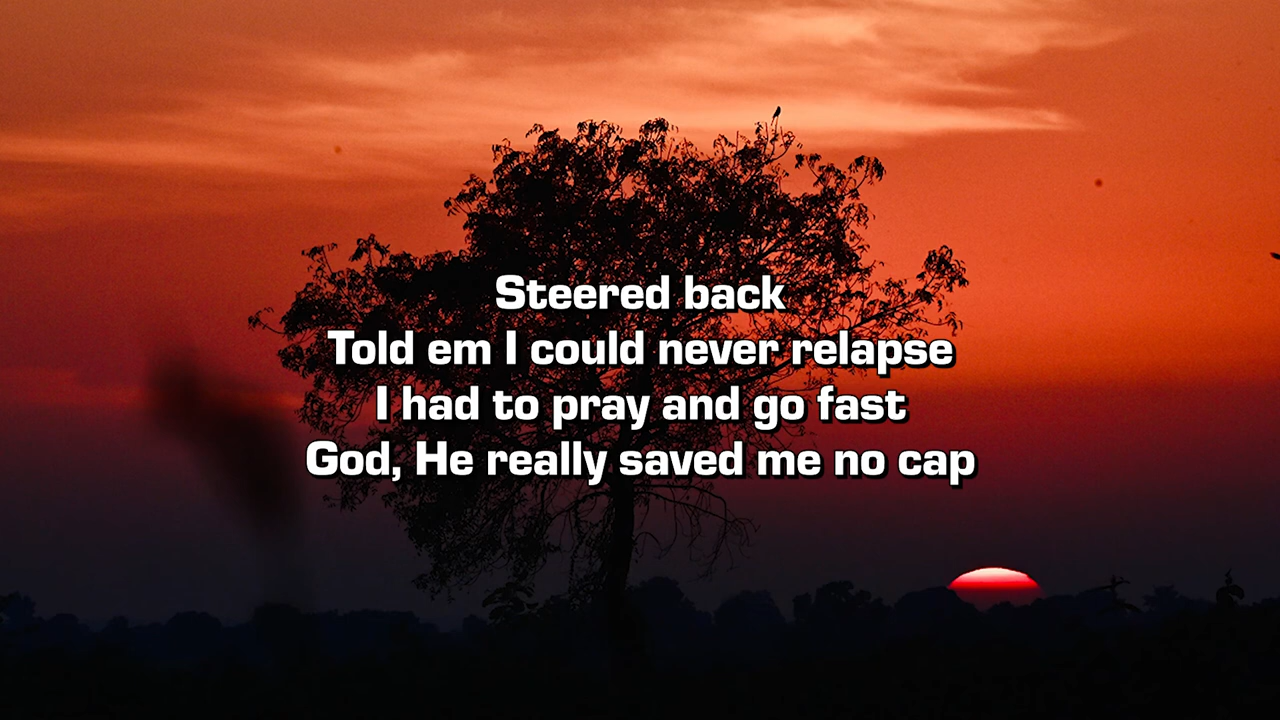 Steered back
Told em I could never relapse
I had to pray and go fast
God, He really saved me no cap